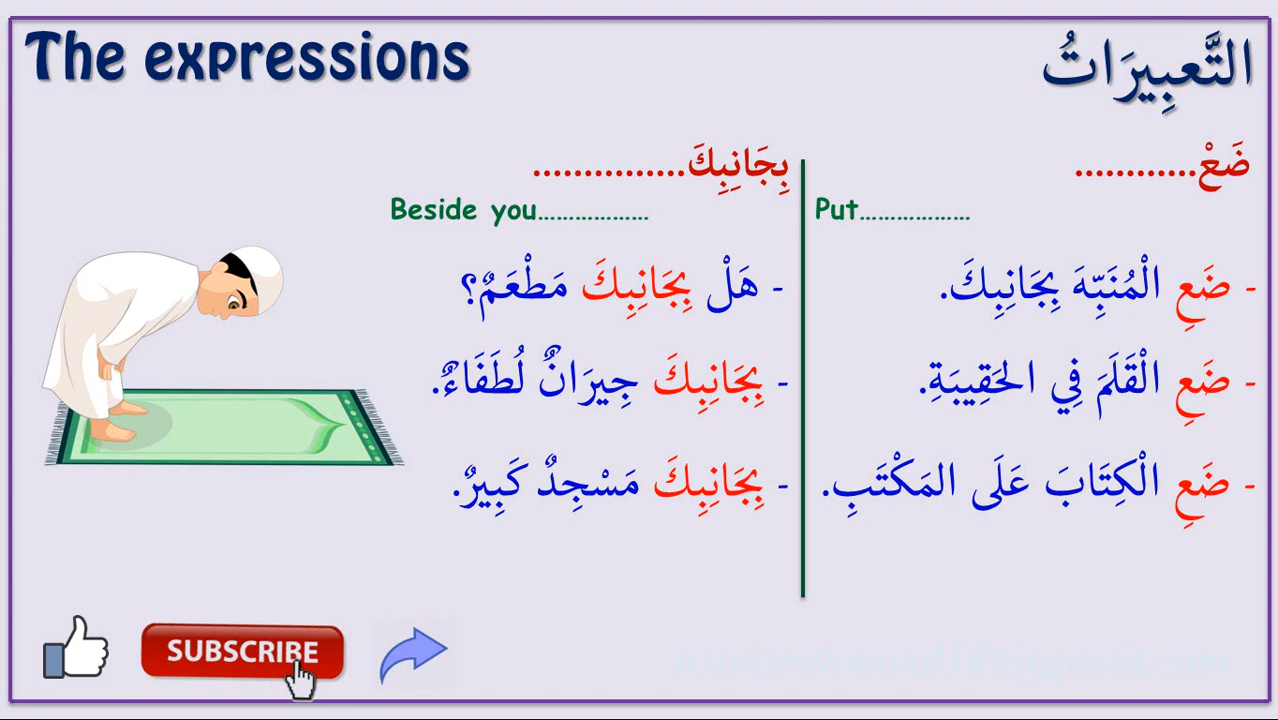 The expressions
التَّعبِيرَاتُ
ضَعْ............
Put..................
- ضَعِ الْمُنَبِّهَ بِجَانِبِكَ.
- ضَعِ الْقَلَمَ فِي الحَقِيبَةِ.
- ضَعِ الْكِتَابَ عَلَى المَكْتَبِ.
بِجَانِبِكَ...............
Beside you..................
- هَلْ بِجَانِبِكَ مَطْعَمٌ؟
- بِجَانِبِكَ جِيرَانٌ لُطَفَاءٌ.
- بِجَانِبِكَ مَسْجِدٌ كَبِيرٌ.
SUBSCRIBE